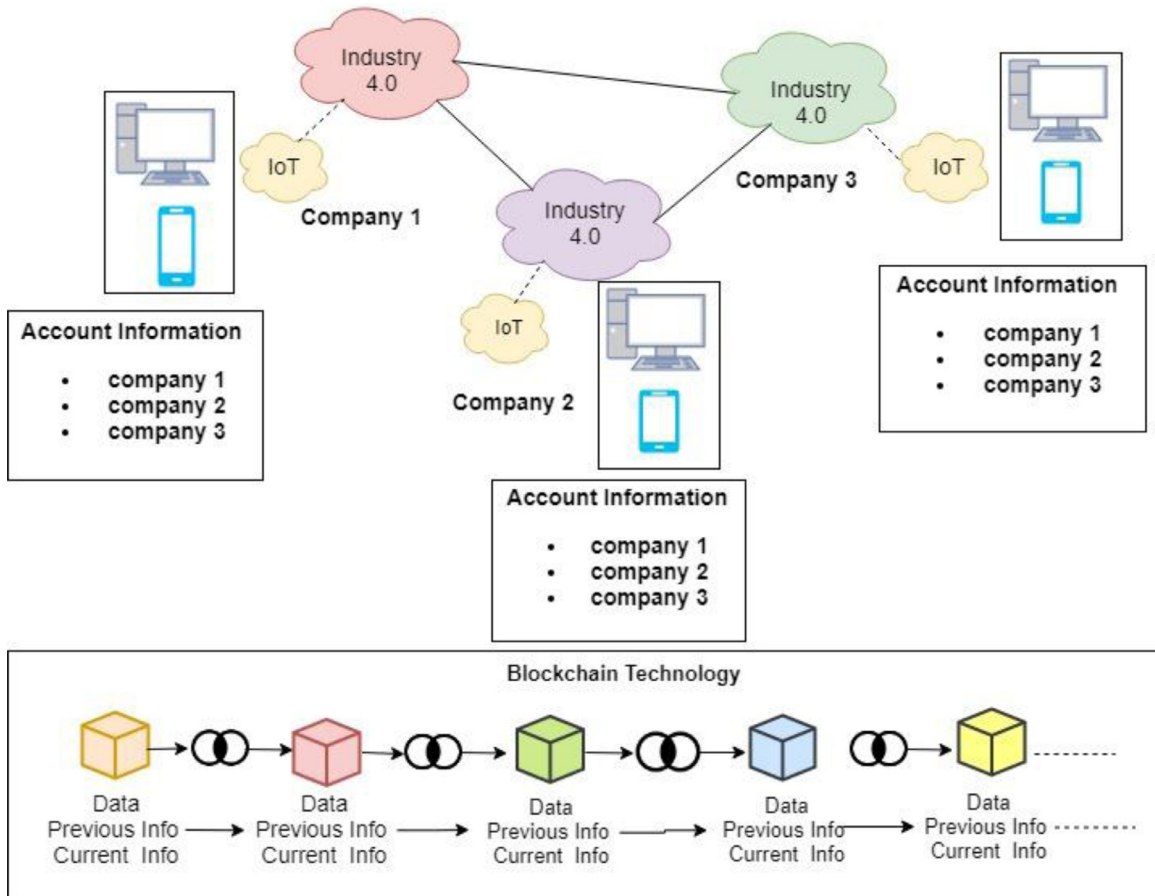 Industry
4.0
Industry
4.0
IoT
IoT
Company 3
Company 1
Industry
4.0
Account Information
• company 1
• company 2
• company 3
IoT
Account Information
• company 1
• company 2
• company 3
Company 2
Account Information
• company 1
• company 2
• company 3
Blockchain Technology
Data
Previous Info
Current Info
Data
Previous Info
Current Info
Data
Previous Info
Current Info
Data
Previous Info
Current Info
Data
Previous Info
Current Info